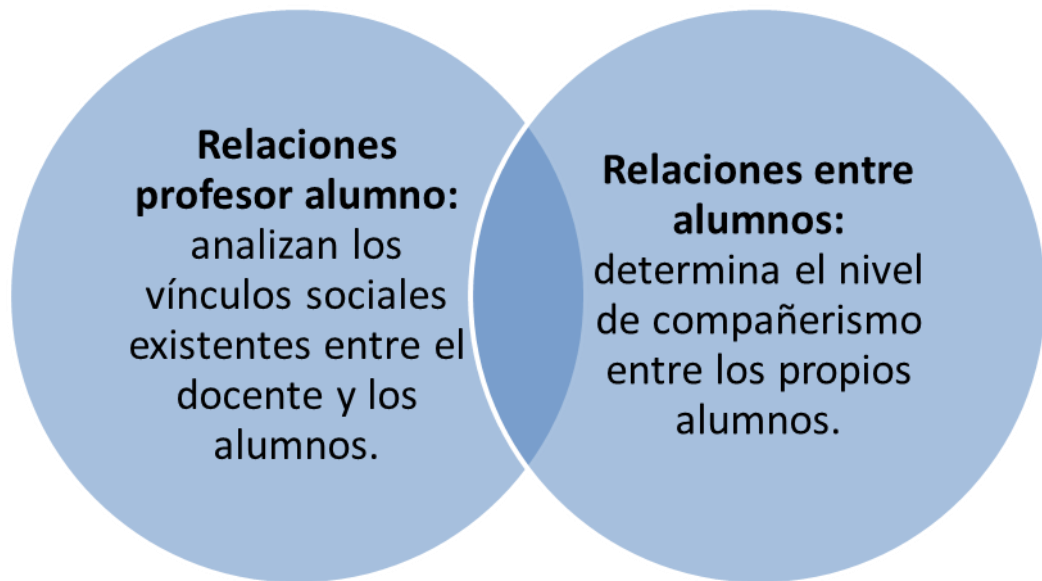 Relaciones
profesor alumno:
analizan los
vínculos sociales
existentes entre el
docente y los
alumnos.
Relaciones entre
alumnos:
determina el nivel
de compañerismo
entre los propios
alumnos.